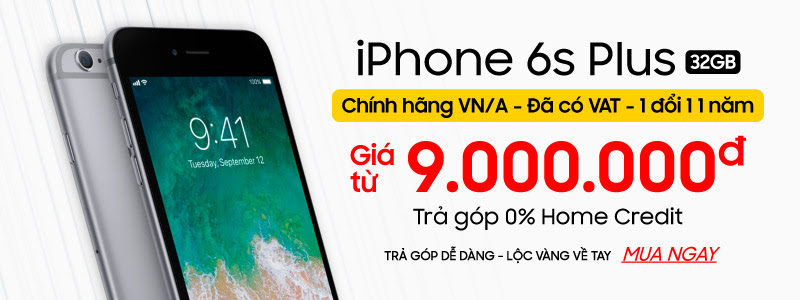 9:41
Tuesday, September 12
100%
iPhone 6s Plus 32GB
Chính hãng VN/A - Đã có VAT - 1 đổi 1 1 năm
Giá từ 9.000.000đ
Trả góp 0% Home Credit
TRẢ GÓP DỄ DÀNG - LỘC VÀNG VỀ TAY MUA NGAY